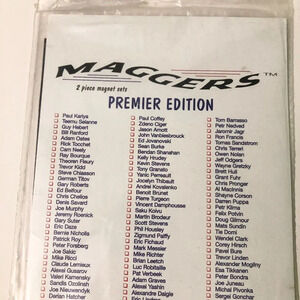 MAGGERS™
2 piece magnet sets
PREMIER EDITION
Paul Kariya
Teemu Selanne
Guy Hebert
Bill Ranford
Adam Oates
Rick Tocchet
Cam Neely
Ray Bourque
Theoren Fleury
Trevor Kidd
Steve Chiasson
German Titov
Gary Roberts
Ed Belfour
Chris Chelios
Denis Savard
Joe Murphy
Jeremy Roenick
Gary Suter
Eric Daze
Bernie Nicholls
Patrick Roy
Peter Forsberg
Joe Sakic
Mike Ricci
Claude Lemieux
Alexei Gusarov
Valeri Kamensky
Sandis Ozolinsh
Joe Nieuwendyk
Derian Hatcher
Paul Coffey
Zdeno Ciger
Jason Arnott
John Vanbiesbrouck
Ed Jovanovski
Sean Burke
Brendan Shanahan
Kelly Hrudey
Kevin Stevens
Tony Granato
Yanic Perreault
Jocelyn Thibault
Andrei Kovalenko
Benoit Brunet
Pierre Turgeon
Vincent Damphousse
Saku Koivu
Martin Brodeur
Scott Stevens
Phil Housley
Zigmund Palffy
Eric Fichaud
Mark Messier
Mike Richter
Brian Leetch
Luc Robitaille
Pat Verbeek
Adam Graves
Alexei Yashin
Alexandre Daigle
Tom Barrasso
Petr Nedved
Jaromir Jagr
Ron Francis
Tomas Sandstrom
Chris Terreri
Owen Nolan
Jeff Odgers
Wayne Gretzky
Brett Hull
Grant Fuhr
Chris Pronger
Al MacInnis
Shayne Corson
Darren Puppa
Petr Klima
Felix Potvin
Doug Gilmour
Mats Sundin
Tie Domi
Wendel Clark
Corey Hirsch
Pavel Bure
Trevor Linden
Alexander Mogilny
Esa Tikkanen
Peter Bondra
Joe Juneau
Michal Pivonka
Sergei Gonchar